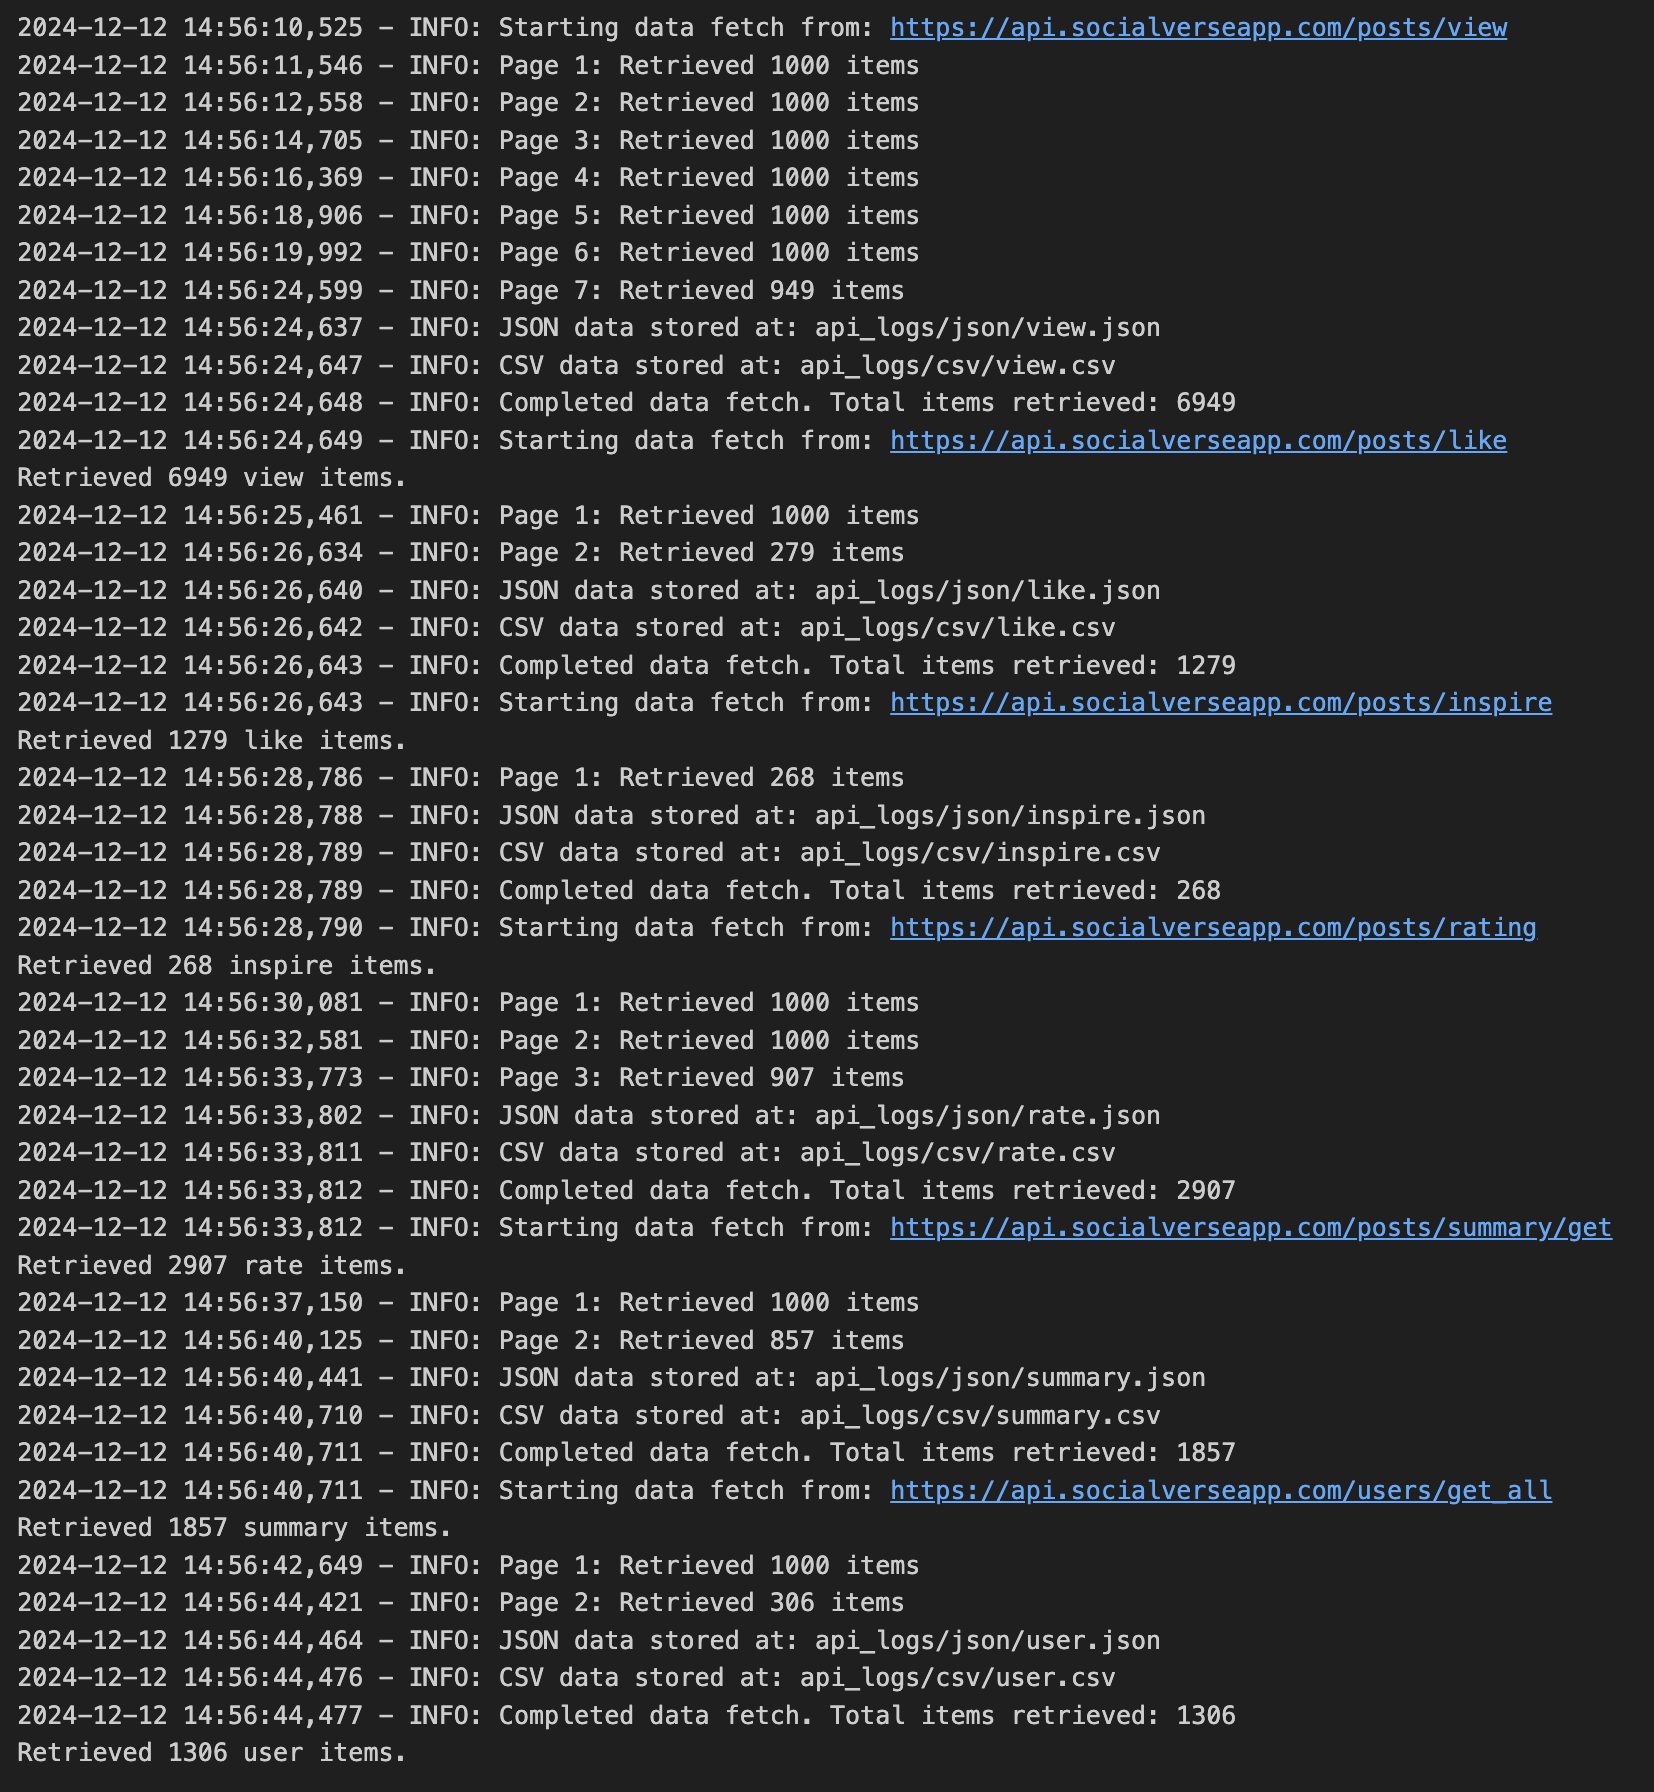 2024-12-12 14:56:10,525 - INFO: Starting data fetch from: https://api.socialverseapp.com/posts/view
2024-12-12 14:56:11,546 - INFO: Page 1: Retrieved 1000 items
2024-12-12 14:56:12,558 - INFO: Page 2: Retrieved 1000 items
2024-12-12 14:56:14,705 - INFO: Page 3: Retrieved 1000 items
2024-12-12 14:56:16,369 - INFO: Page 4: Retrieved 1000 items
2024-12-12 14:56:18,906 - INFO: Page 5: Retrieved 1000 items
2024-12-12 14:56:19,992 - INFO: Page 6: Retrieved 1000 items
2024-12-12 14:56:24,599 - INFO: Page 7: Retrieved 949 items
2024-12-12 14:56:24,637 - INFO: JSON data stored at: api_logs/json/view.json
2024-12-12 14:56:24,647 - INFO: CSV data stored at: api_logs/csv/view.csv
2024-12-12 14:56:24,648 - INFO: Completed data fetch. Total items retrieved: 6949
2024-12-12 14:56:24,649 - INFO: Starting data fetch from: https://api.socialverseapp.com/posts/like
Retrieved 6949 view items.
2024-12-12 14:56:25,461 - INFO: Page 1: Retrieved 1000 items
2024-12-12 14:56:26,634 - INFO: Page 2: Retrieved 279 items
2024-12-12 14:56:26,640 - INFO: JSON data stored at: api_logs/json/like.json
2024-12-12 14:56:26,642 - INFO: CSV data stored at: api_logs/csv/like.csv
2024-12-12 14:56:26,643 - INFO: Completed data fetch. Total items retrieved: 1279
2024-12-12 14:56:26,643 - INFO: Starting data fetch from: https://api.socialverseapp.com/posts/inspire
Retrieved 1279 like items.
2024-12-12 14:56:28,786 - INFO: Page 1: Retrieved 268 items
2024-12-12 14:56:28,788 - INFO: JSON data stored at: api_logs/json/inspire.json
2024-12-12 14:56:28,789 - INFO: CSV data stored at: api_logs/csv/inspire.csv
2024-12-12 14:56:28,789 - INFO: Completed data fetch. Total items retrieved: 268
2024-12-12 14:56:28,790 - INFO: Starting data fetch from: https://api.socialverseapp.com/posts/rating
Retrieved 268 inspire items.
2024-12-12 14:56:30,081 - INFO: Page 1: Retrieved 1000 items
2024-12-12 14:56:32,581 - INFO: Page 2: Retrieved 1000 items
2024-12-12 14:56:33,773 - INFO: Page 3: Retrieved 907 items
2024-12-12 14:56:33,802 - INFO: JSON data stored at: api_logs/json/rate.json
2024-12-12 14:56:33,811 - INFO: CSV data stored at: api_logs/csv/rate.csv
2024-12-12 14:56:33,812 - INFO: Completed data fetch. Total items retrieved: 2907
2024-12-12 14:56:33,812 - INFO: Starting data fetch from: https://api.socialverseapp.com/posts/summary/get
Retrieved 2907 rate items.
2024-12-12 14:56:37,150 - INFO: Page 1: Retrieved 1000 items
2024-12-12 14:56:40,125 - INFO: Page 2: Retrieved 857 items
2024-12-12 14:56:40,441 - INFO: JSON data stored at: api_logs/json/summary.json
2024-12-12 14:56:40,710 - INFO: CSV data stored at: api_logs/csv/summary.csv
2024-12-12 14:56:40,711 - INFO: Completed data fetch. Total items retrieved: 1857
2024-12-12 14:56:40,711 - INFO: Starting data fetch from: https://api.socialverseapp.com/users/get_all
Retrieved 1857 summary items.
2024-12-12 14:56:42,649 - INFO: Page 1: Retrieved 1000 items
2024-12-12 14:56:44,421 - INFO: Page 2: Retrieved 306 items
2024-12-12 14:56:44,464 - INFO: JSON data stored at: api_logs/json/user.json
2024-12-12 14:56:44,476 - INFO: CSV data stored at: api_logs/csv/user.csv
2024-12-12 14:56:44,477 - INFO: Completed data fetch. Total items retrieved: 1306
Retrieved 1306 user items.